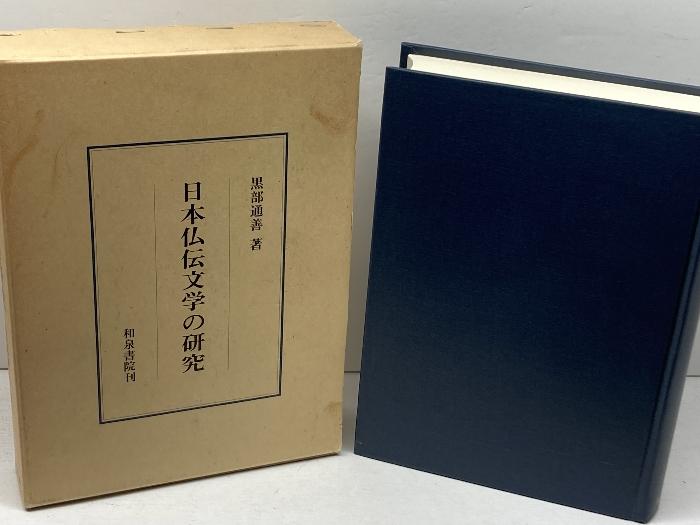 黒部通善 著
日本仏伝文学の研究
和泉書院刊